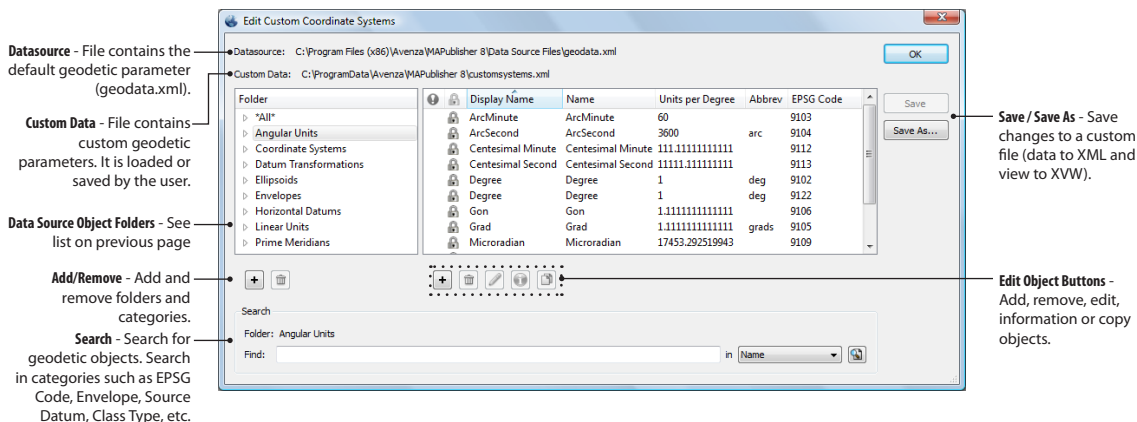 Edit Custom Coordinate Systems
Datasource: C:\Program Files (x86)\Avenza\MAPublisher 8\Data Source Files\geodata.xml
OK
Custom Data: C:\ProgramData\Avenza\MAPublisher 8\customsystems.xml
Folder
*All*
Angular Units
Coordinate Systems
Datum Transformations
Ellipsoids
Envelopes
Horizontal Datums
Linear Units
Prime Meridians
Display Name Name Units per Degree Abbrev EPSG Code
ArcMinute ArcMinute 60 9103
ArcSecond ArcSecond 3600 arc 9104
Centesimal Minute Centesimal Minute 111.11111111111 9112
Centesimal Second Centesimal Second 11111.111111111 9113
Degree Degree 1 deg 9102
Degree Degree 1 deg 9122
Gon Gon 1.1111111111111 9106
Grad Grad 1.1111111111111 grads 9105
Microradian Microradian 17453.292519943 9109
Save
Save As...
Search
Folder: Angular Units
Find:
in Name
Datasource - File contains the
default geodetic parameter
(geodata.xml).
Custom Data - File contains
custom geodetic
parameters. It is loaded or
saved by the user.
Data Source Object Folders - See
list on previous page
Add/Remove - Add and
remove folders and
categories.
Search - Search for
geodetic objects. Search
in categories such as EPSG
Code, Envelope, Source
Datum, Class Type, etc.
Save / Save As - Save
changes to a custom
file (data to XML and
view to XVW).
Edit Object Buttons -
Add, remove, edit,
information or copy
objects.